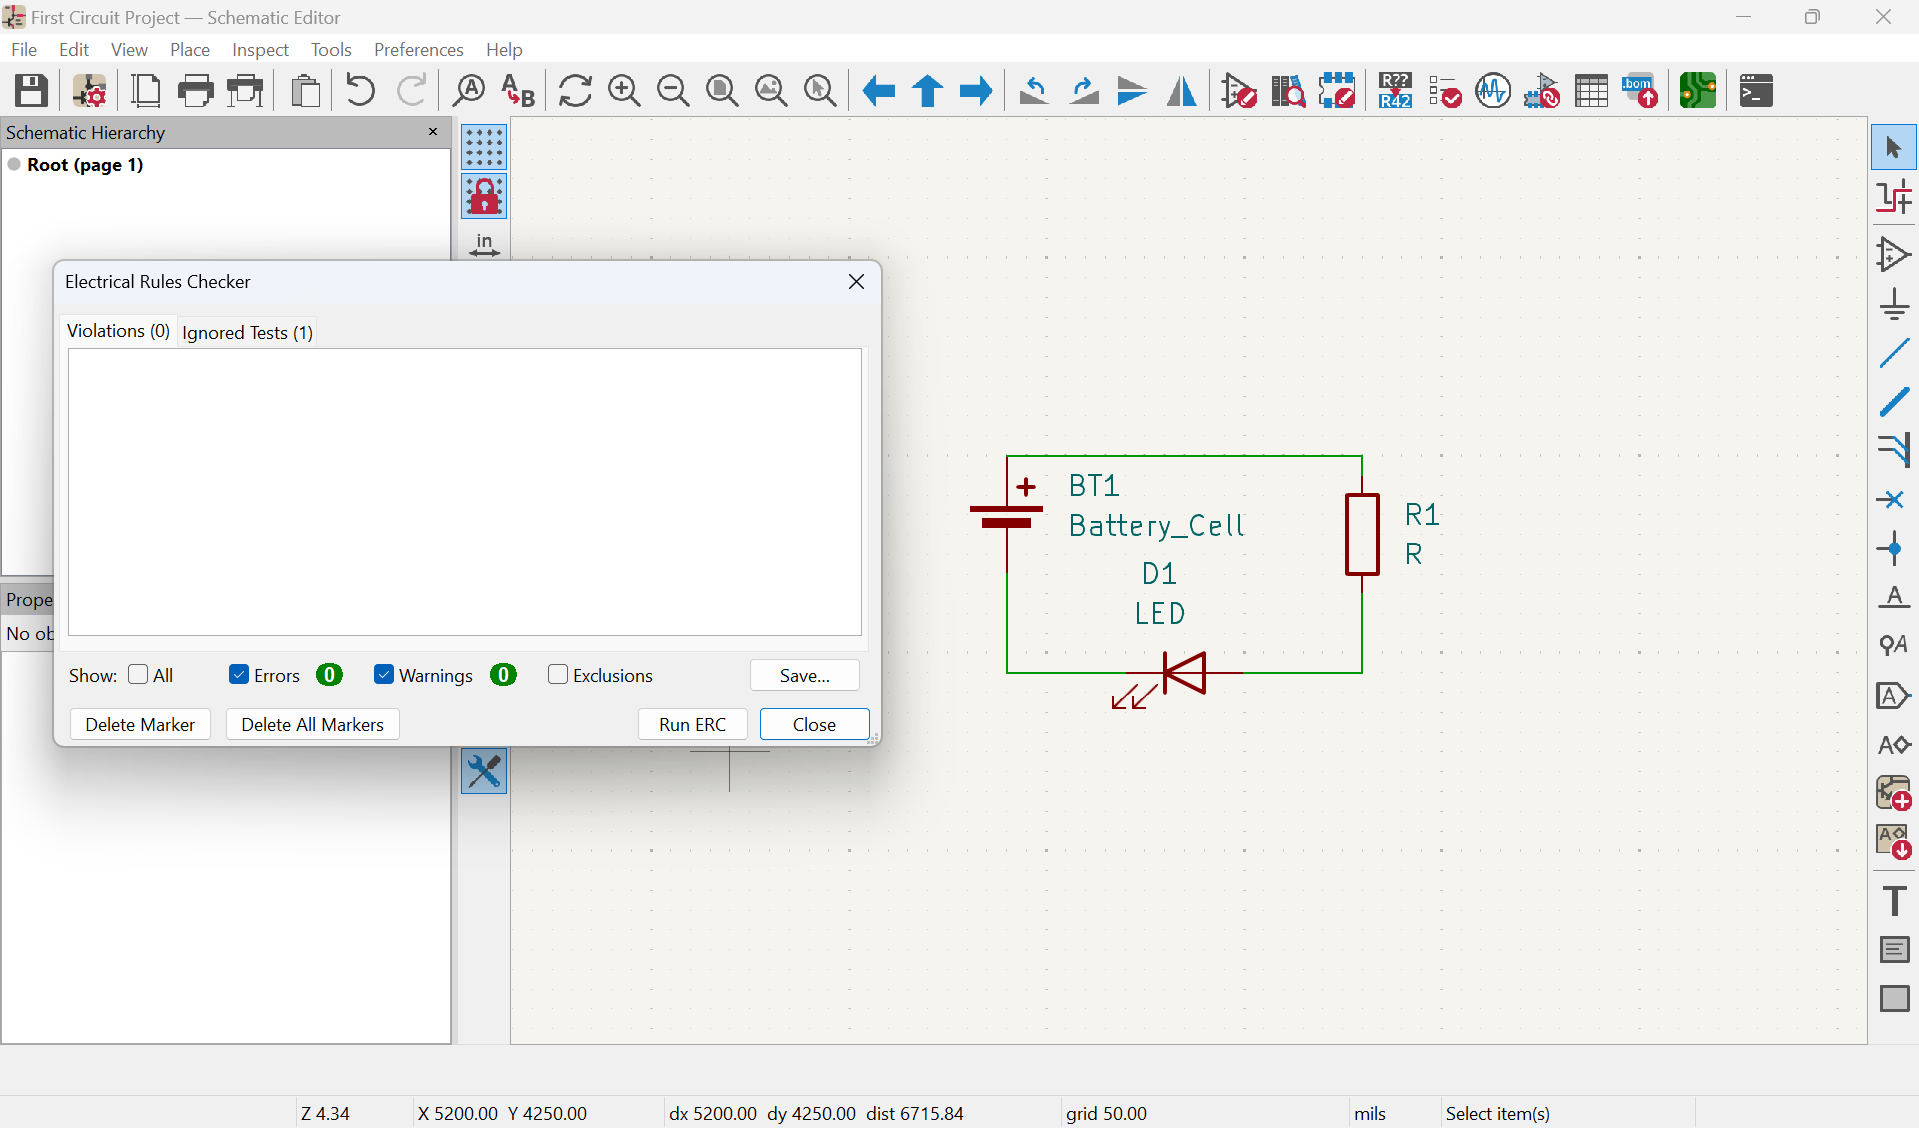 First Circuit Project — Schematic Editor
File Edit View Place Inspect Tools Preferences Help
A
A B
R??
R42
.bom
>_
Schematic Hierarchy
Root (page 1)
in
Electrical Rules Checker
Violations (0) Ignored Tests (1)
Show: All Errors 0 Warnings 0 Exclusions Save...
Delete Marker Delete All Markers Run ERC Close
Prope
No ob
+ BT1
Battery_Cell
D1
LED
R1
R
A
A
A
A
A
T
Z 4.34 X 5200.00 Y 4250.00 dx 5200.00 dy 4250.00 dist 6715.84 grid 50.00 mils Select item(s)